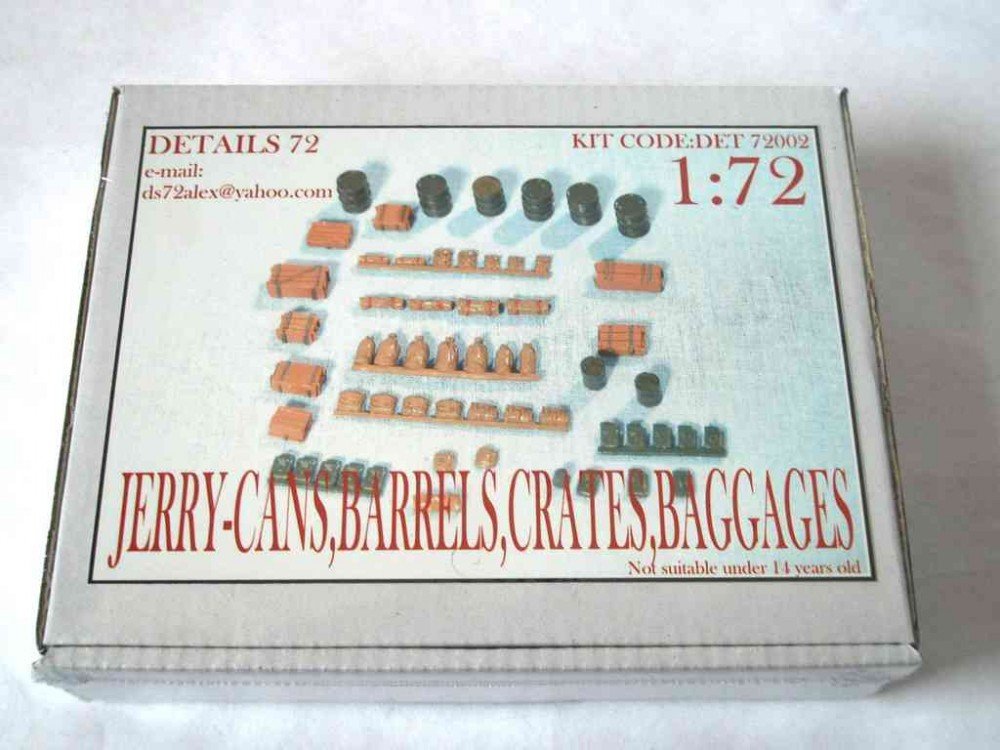 DETAILS 72
KIT CODE:DET 72002
e-mail:
1:72
ds72alex@yahoo.com
JERRY-CANS,BARRELS,CRATES,BAGGAGES
Not suitable under 14 years old